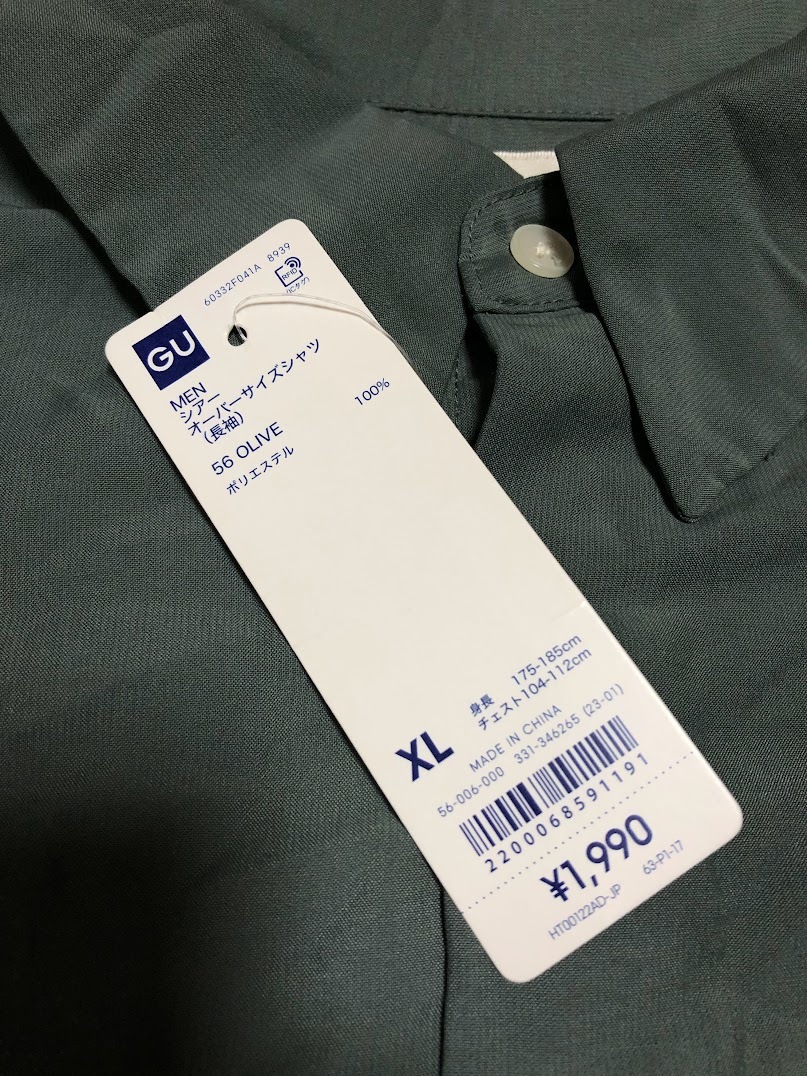 60332F041A 8939
RFID
(ICタグ)
GU
MEN
シアー
オーバーサイズシャツ
(長袖)
56 OLIVE
ポリエステル 100%
XL
身長 175-185cm
チェスト104-112cm
MADE IN CHINA
56-006-000 331-346265 (23-01)
2200068591191
¥1,990
HT00122AD-JP 63-P1-17